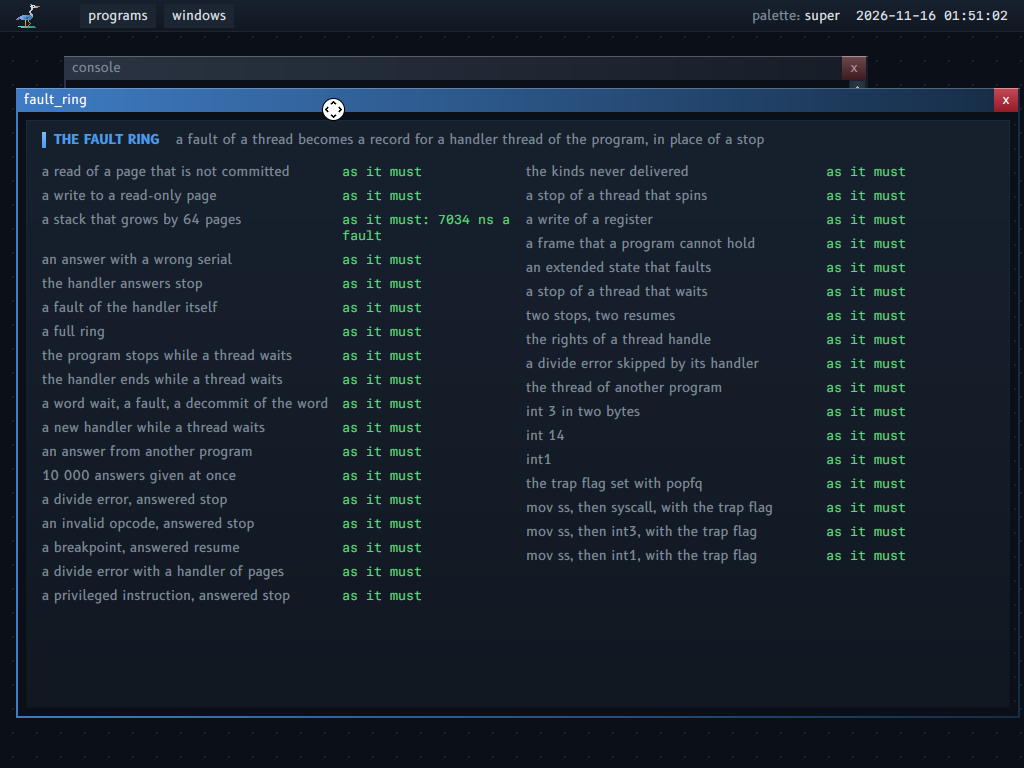 programs windows palette: super 2026-11-16 01:51:02
console x
fault_ring x
THE FAULT RING a fault of a thread becomes a record for a handler thread of the program, in place of a stop
a read of a page that is not committed as it must
a write to a read-only page as it must
a stack that grows by 64 pages as it must: 7034 ns a
fault
an answer with a wrong serial as it must
the handler answers stop as it must
a fault of the handler itself as it must
a full ring as it must
the program stops while a thread waits as it must
the handler ends while a thread waits as it must
a word wait, a fault, a decommit of the word as it must
a new handler while a thread waits as it must
an answer from another program as it must
10 000 answers given at once as it must
a divide error, answered stop as it must
an invalid opcode, answered stop as it must
a breakpoint, answered resume as it must
a divide error with a handler of pages as it must
a privileged instruction, answered stop as it must
the kinds never delivered as it must
a stop of a thread that spins as it must
a write of a register as it must
a frame that a program cannot hold as it must
an extended state that faults as it must
a stop of a thread that waits as it must
two stops, two resumes as it must
the rights of a thread handle as it must
a divide error skipped by its handler as it must
the thread of another program as it must
int 3 in two bytes as it must
int 14 as it must
int1 as it must
the trap flag set with popfq as it must
mov ss, then syscall, with the trap flag as it must
mov ss, then int3, with the trap flag as it must
mov ss, then int1, with the trap flag as it must